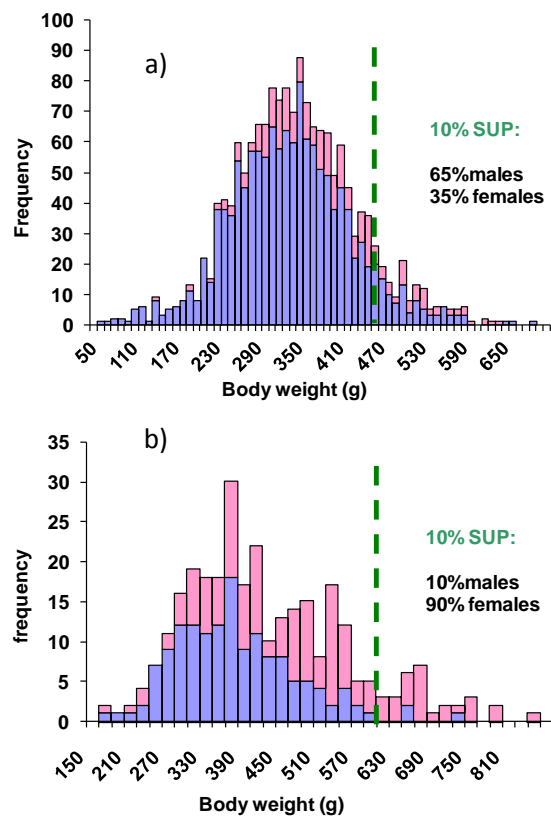 a)
100
90
80
70
60
50
40
30
20
10
0
Frequency
10% SUP:
65%males
35% females
50 110 170 230 290 350 410 470 530 590 650
Body weight (g)
b)
35
30
25
20
15
10
5
0
frequency
10% SUP:
10%males
90% females
150 210 270 330 390 450 510 570 630 690 750 810
Body weight (g)